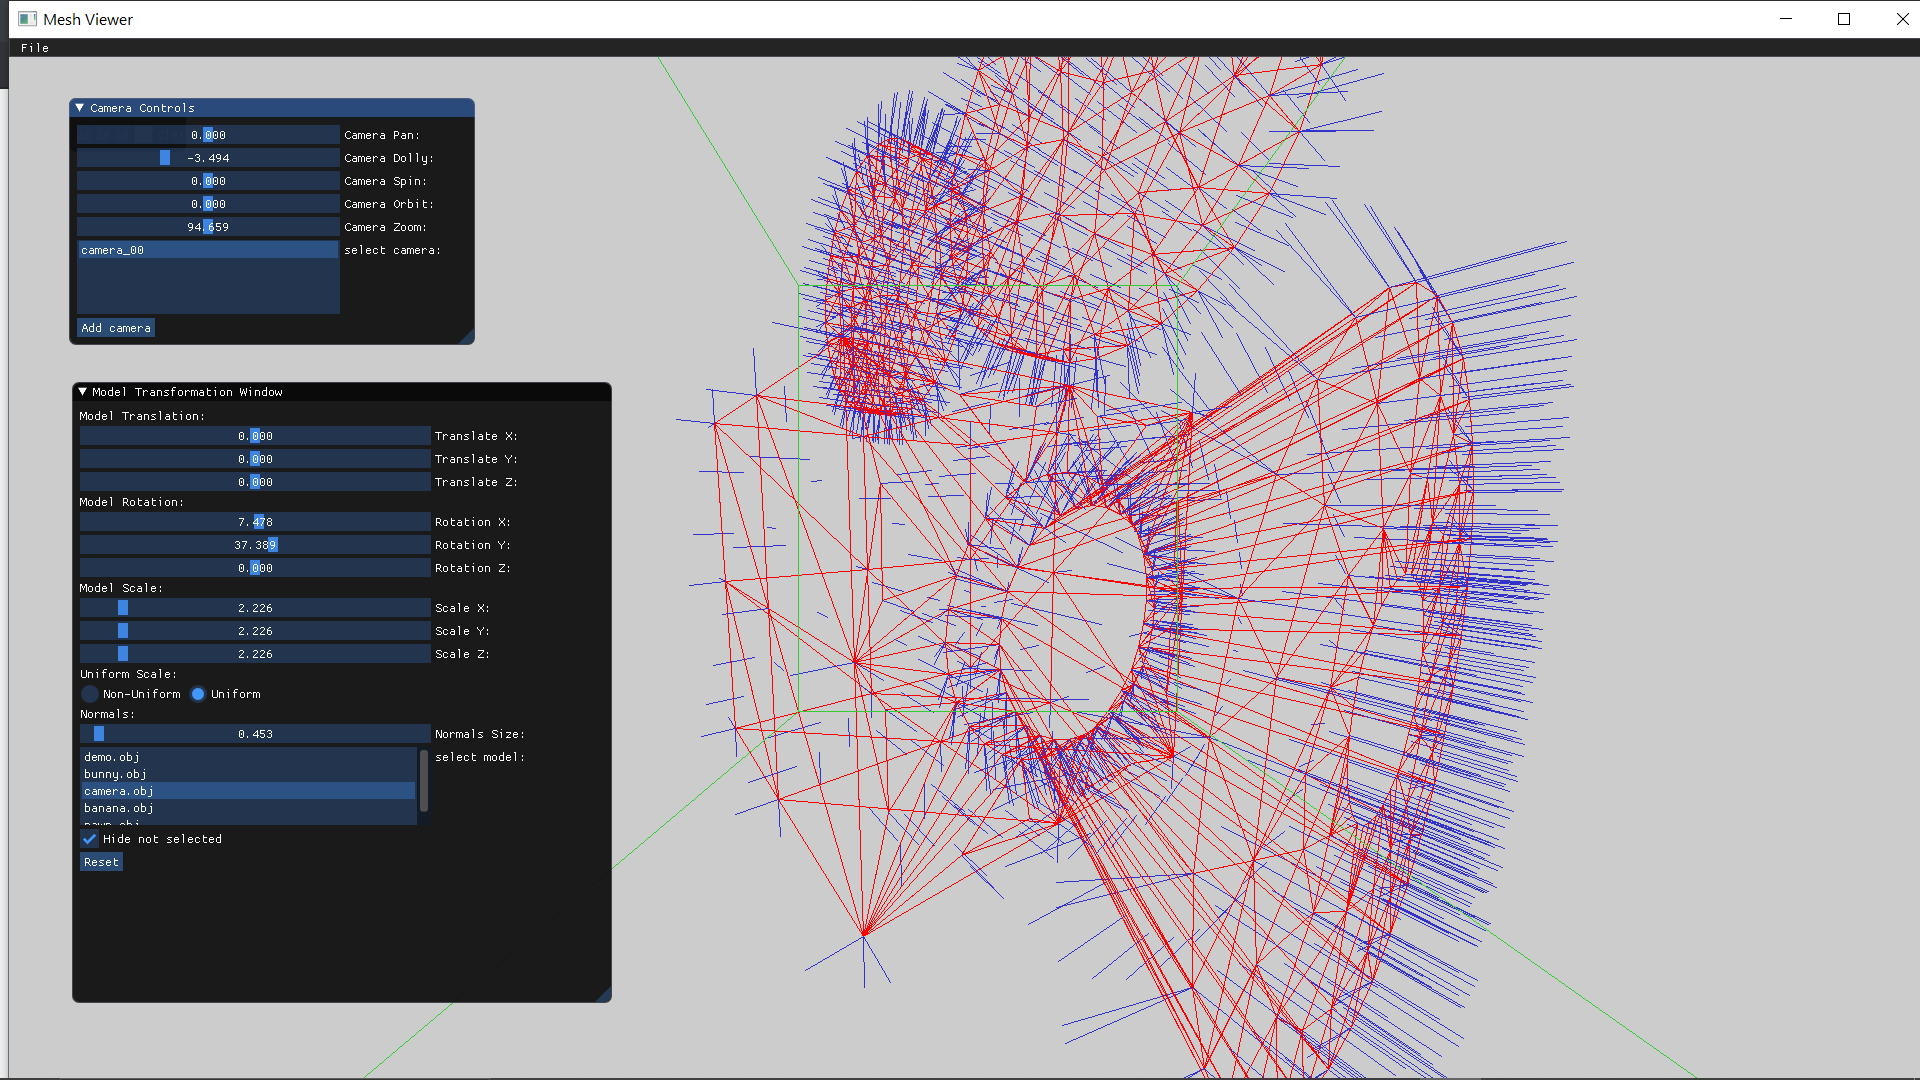 Mesh Viewer
File
Camera Controls
0.000 Camera Pan:
-3.494 Camera Dolly:
0.000 Camera Spin:
0.000 Camera Orbit:
94.659 Camera Zoom:
camera_00 select camera:
Add camera
Model Transformation Window
Model Translation:
0.000 Translate X:
0.000 Translate Y:
0.000 Translate Z:
Model Rotation:
7.478 Rotation X:
37.389 Rotation Y:
0.000 Rotation Z:
Model Scale:
2.226 Scale X:
2.226 Scale Y:
2.226 Scale Z:
Uniform Scale:
Non-Uniform Uniform
Normals:
0.453 Normals Size:
demo.obj select model:
bunny.obj
camera.obj
banana.obj
Hide not selected
Reset